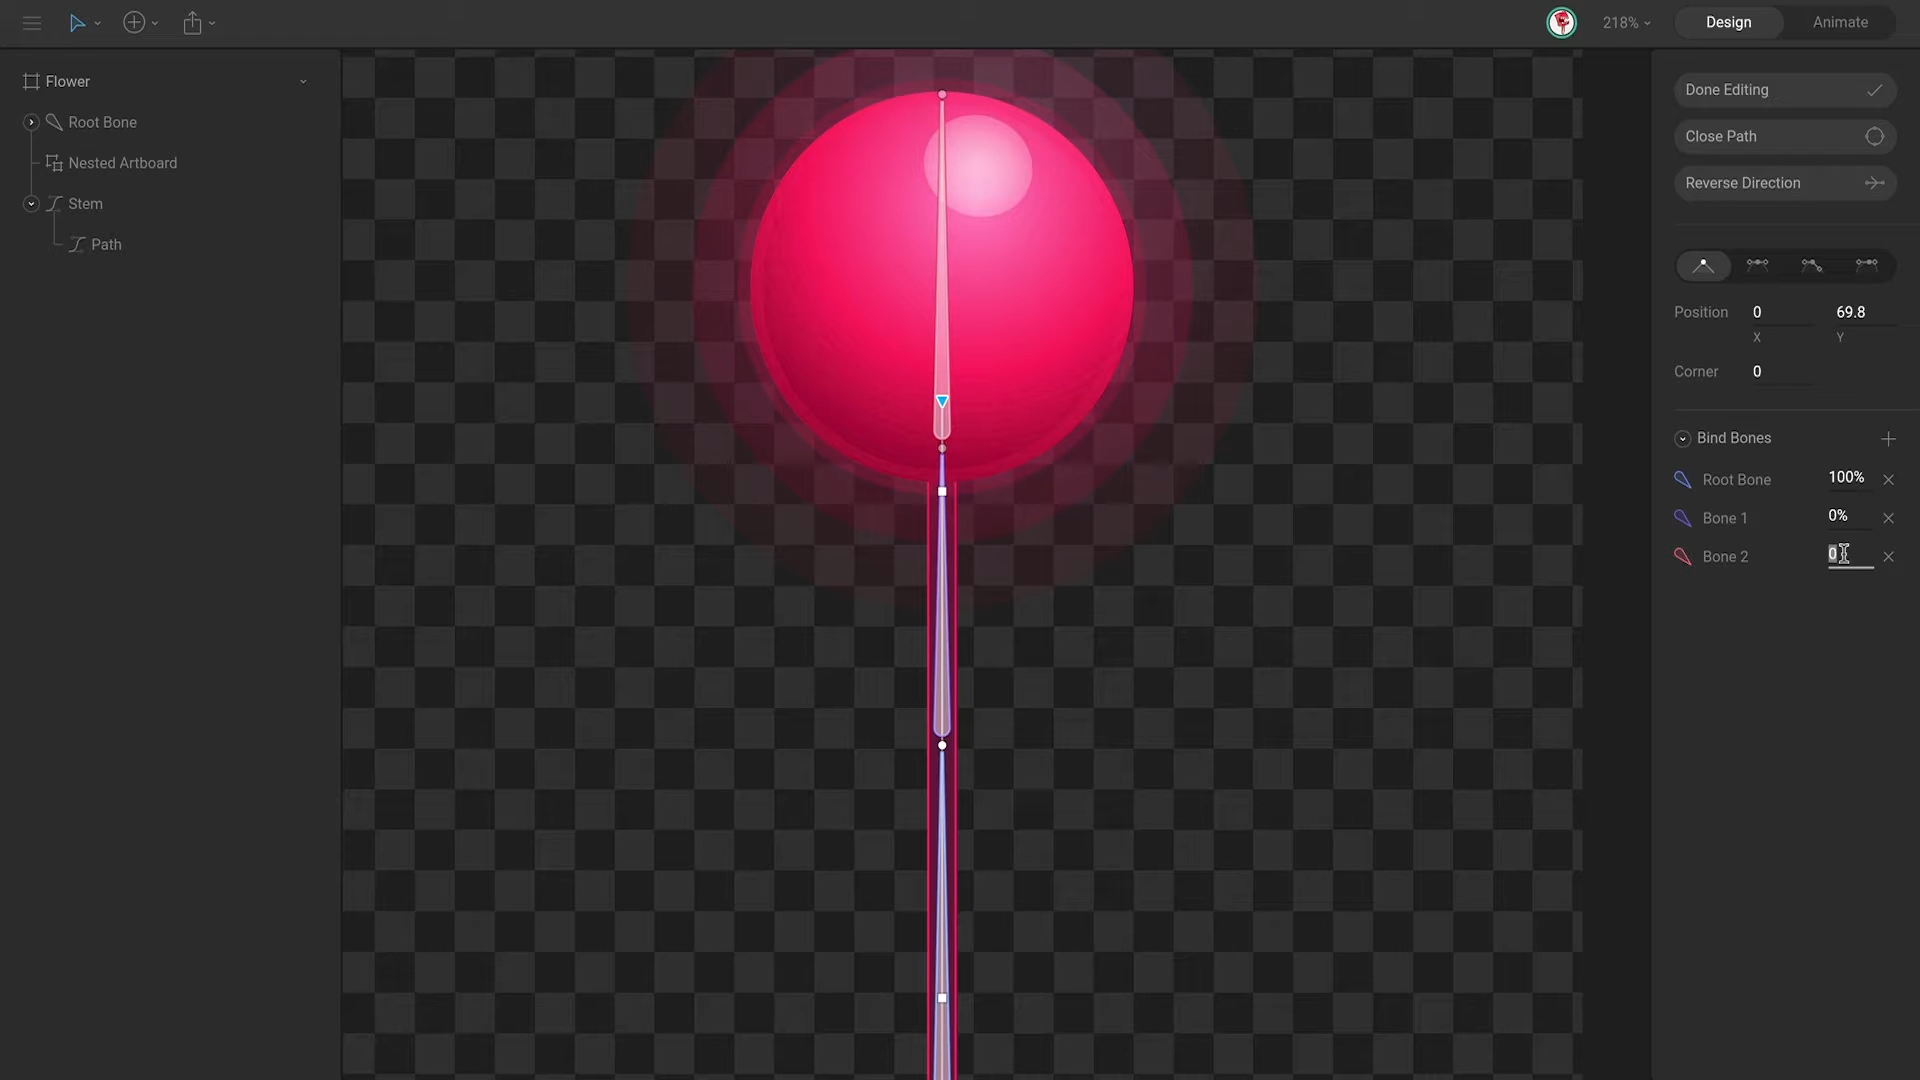 218%
Design
Animate
Flower
Root Bone
Nested Artboard
Stem
Path
Done Editing
Close Path
Reverse Direction
Position 0 69.8
X Y
Corner 0
Bind Bones
Root Bone 100%
Bone 1 0%
Bone 2 0